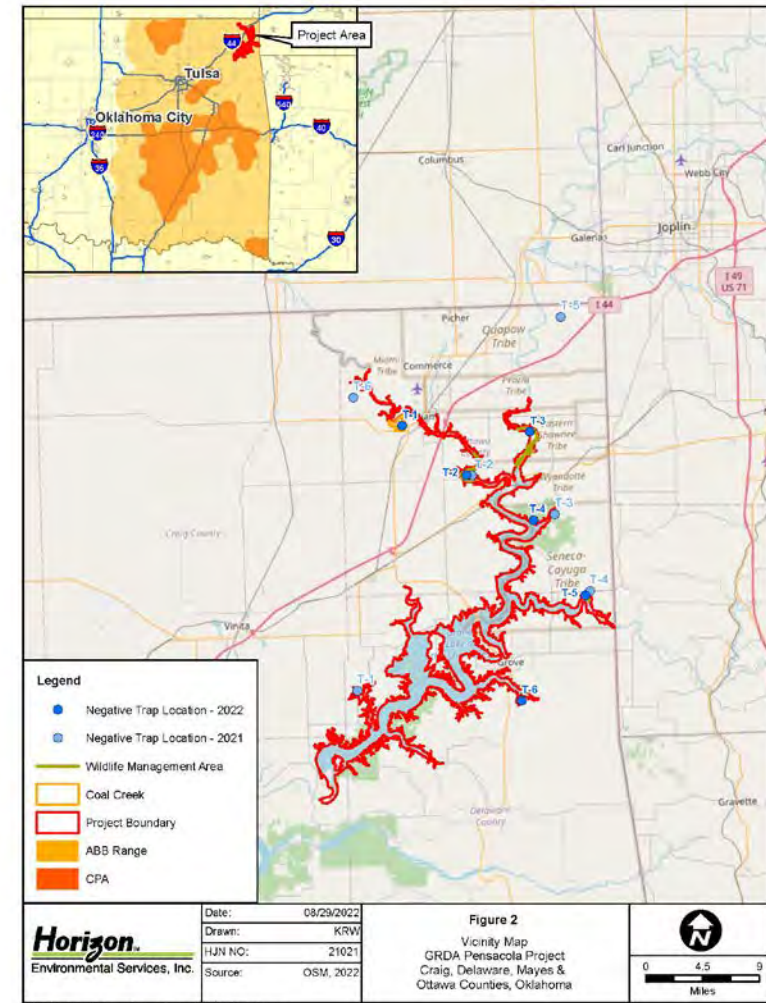 Project Area
44
Tulsa
540
Oklahoma City
40
35
30
Columbus
Carl Junction
Webb City
Joplin
Galena
I 49
US 71
I 44
T-5
Picher
Quapaw
Tribe
Miami
Tribe
Commerce
Peoria
Tribe
T-6
T-1
T-3
Eastern
Shawnee
Tribe
T-2
T-2
Wyandotte
Tribe
T-4
T-3
Craig County
Seneca-
Cayuga
Tribe
T-4
T-5
Vinita
Grove
T-1
T-6
Gravette
Delaware
County
Legend
Negative Trap Location - 2022
Negative Trap Location - 2021
Wildlife Management Area
Coal Creek
Project Boundary
ABB Range
CPA
Horizon
Environmental Services, Inc.
Date: 08/29/2022
Drawn: KRW
HJN NO: 21021
Source: OSM, 2022
Figure 2
Vicinity Map
GRDA Pensacola Project
Craig, Delaware, Mayes &
Ottawa Counties, Oklahoma
N
0 4.5 9
Miles